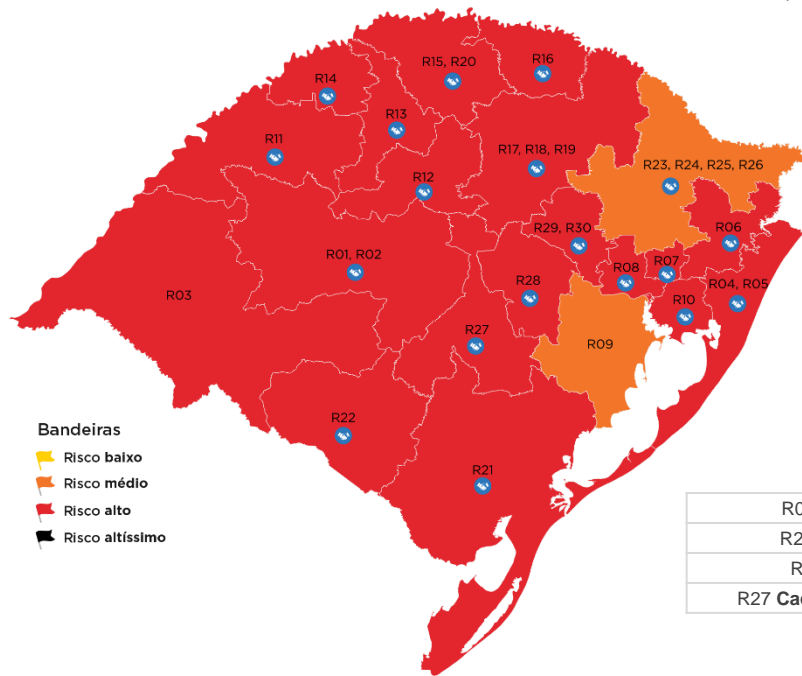 R16
R15, R20
R14
R13
R11
R17, R18, R19
R23, R24, R25, R26
R12
R29, R30
R06
R01, R02
R08
R07
R03
R28
R04, R05
R10
R27
R09
R22
R21
Bandeiras
Risco baixo
Risco médio
Risco alto
Risco altíssimo
R27